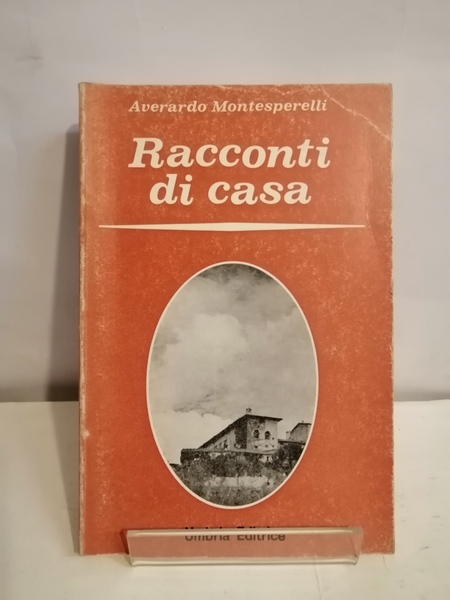 Averardo Montesperelli
Racconti
di casa
Umbria Editrice